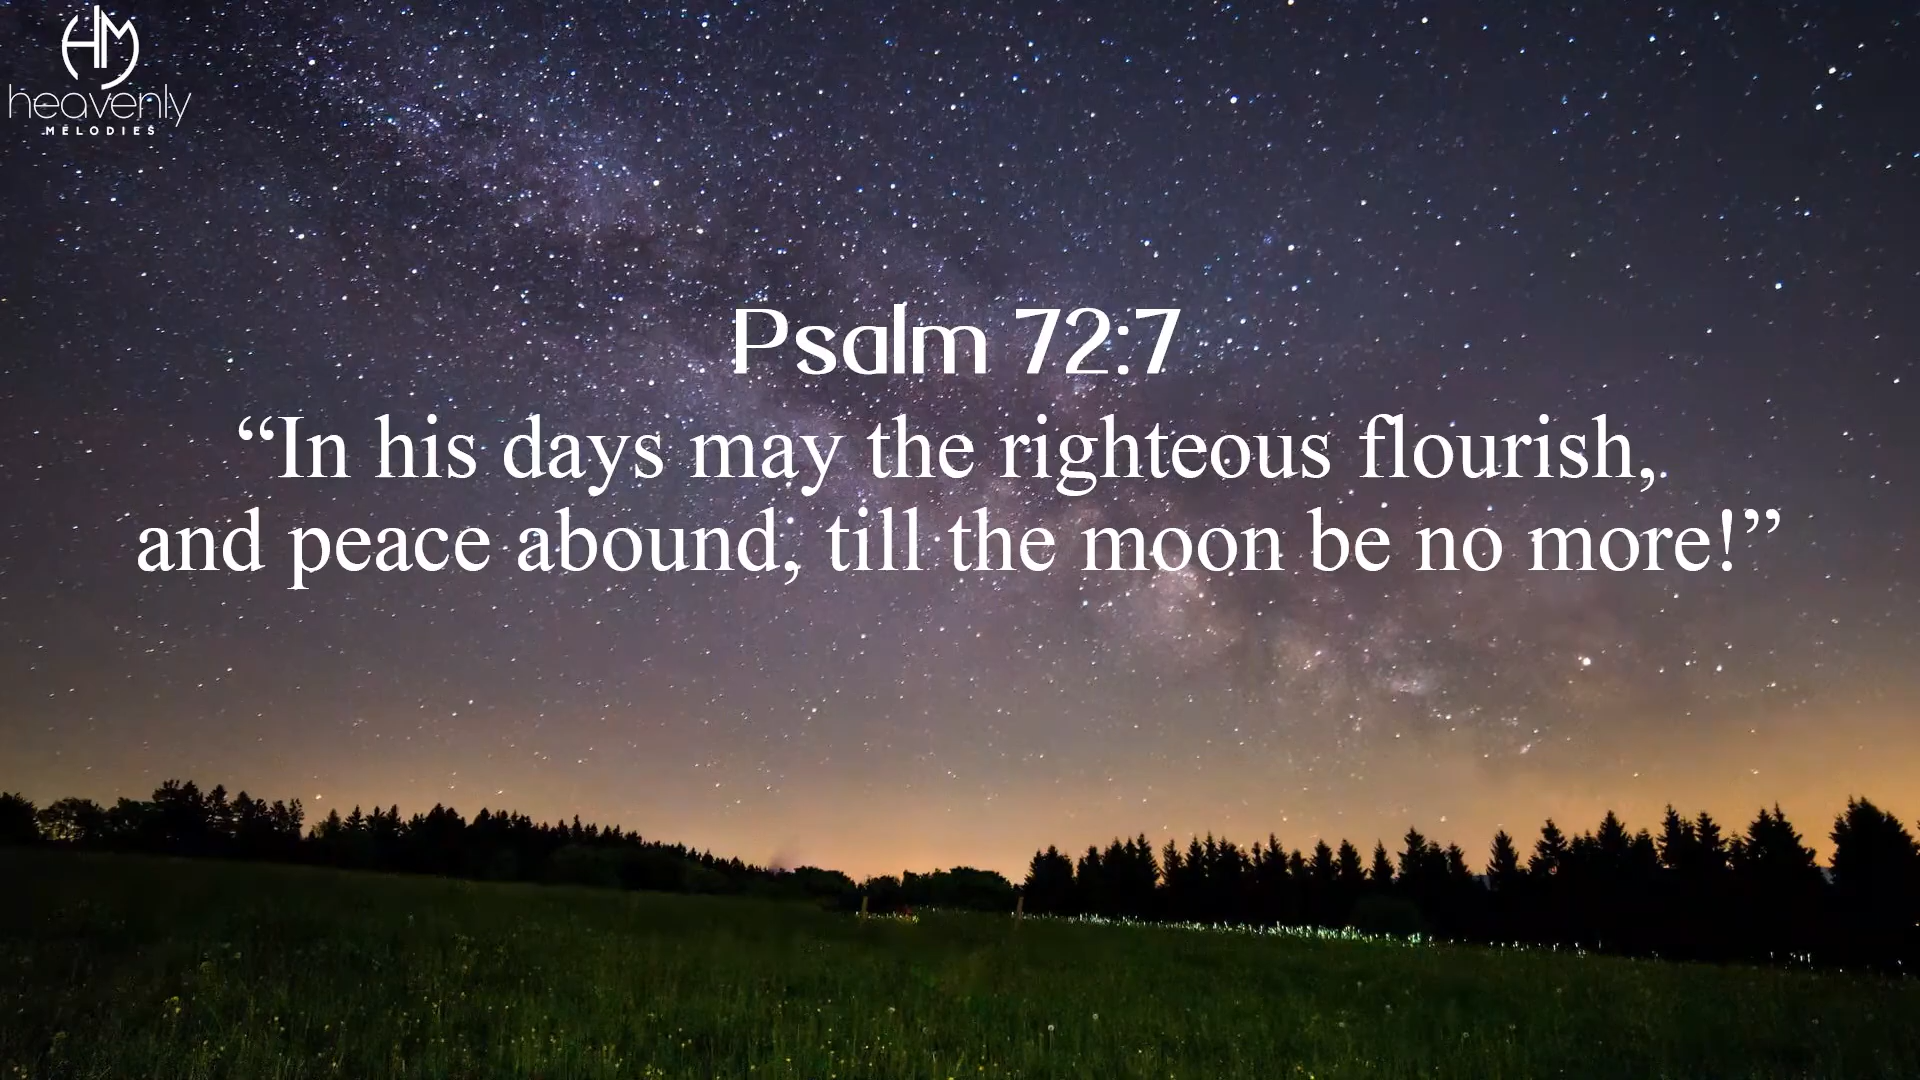 HM
heavenly
MELODIES
Psalm 72:7
“In his days may the righteous flourish,
and peace abound, till the moon be no more!”